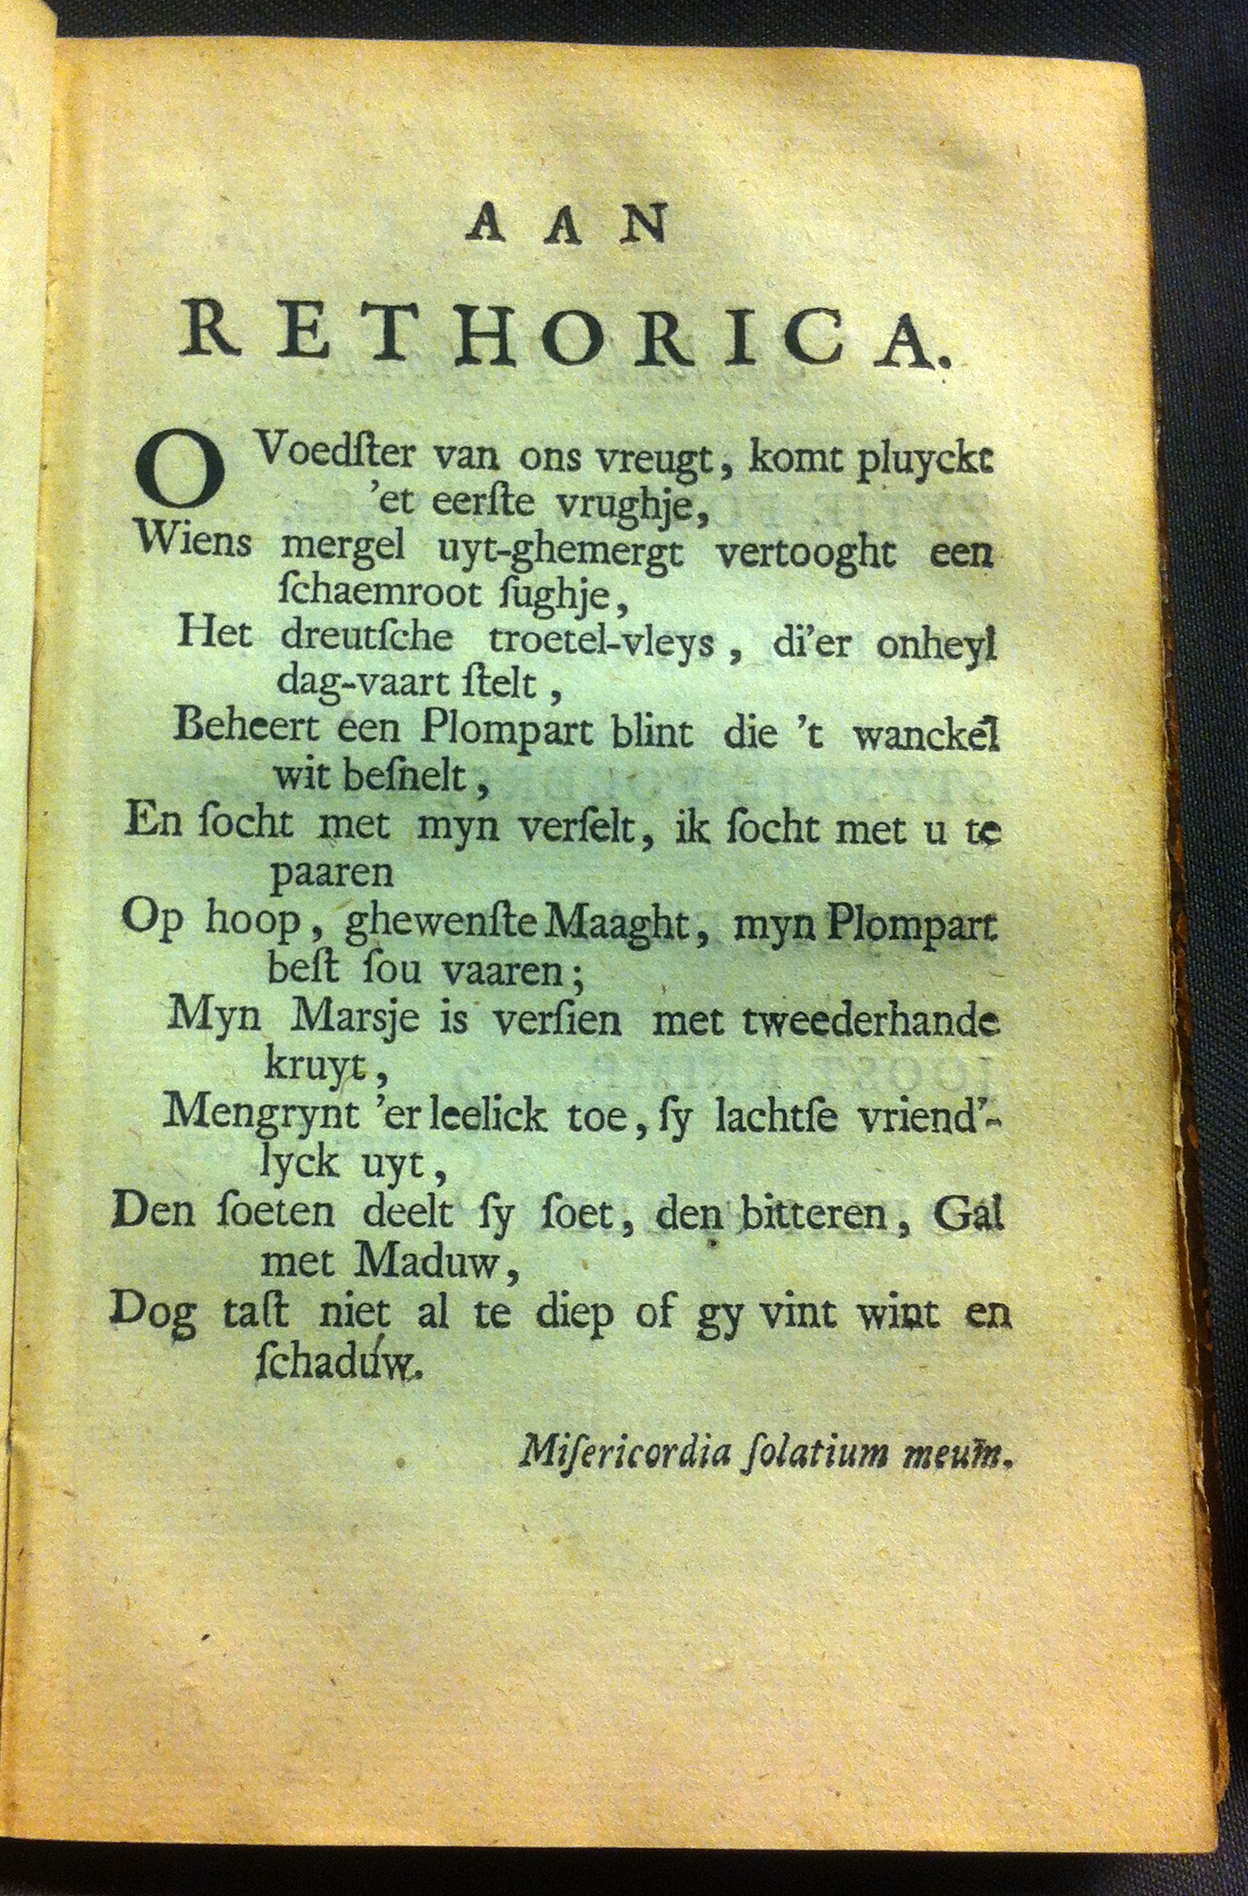 AAN
RETHORICA.
O Voedſter van ons vreugt, komt pluyckt
'et eerſte vrughje,
Wiens mergel uyt-ghemergt vertooght een
ſchaemroot ſughje,
Het dreutſche troetel-vleys, di'er onheyl
dag-vaart ſtelt,
Beheert een Plompart blint die 't wanckel
wit beſnelt,
En ſocht met myn verſelt, ik ſocht met u te
paaren
Op hoop, ghewenſte Maaght, myn Plompart
beſt ſou vaaren;
Myn Marsje is verſien met tweederhande
kruyt,
Mengrynt 'er leelick toe, ſy lachtſe vriend'-
lyck uyt,
Den ſoeten deelt ſy ſoet, den bitteren, Gal
met Maduw,
Dog taſt niet al te diep of gy vint wint en
ſchaduw.
Miſericordia ſolatium meum.